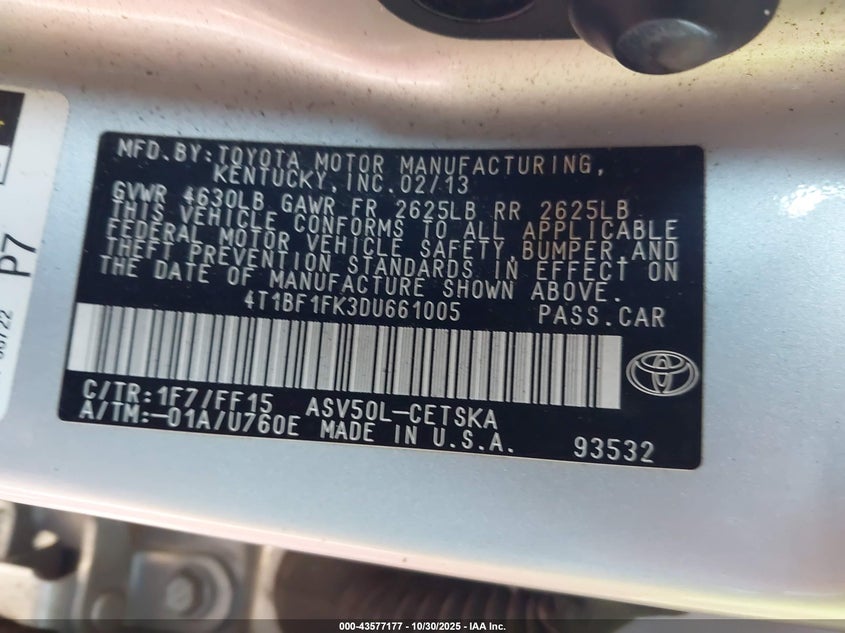 MFD.BY:TOYOTA MOTOR MANUFACTURING,
KENTUCKY,INC.02/13
GVWR 4630LB GAWR FR 2625LB RR 2625LB
THIS VEHICLE CONFORMS TO ALL APPLICABLE
FEDERAL MOTOR VEHICLE SAFETY,BUMPER,AND
THEFT PREVENTION STANDARDS IN EFFECT ON
THE DATE OF MANUFACTURE SHOWN ABOVE.
4T1BF1FK3DU661005 PASS.CAR
C/TR:1F7/FF15 ASV50L-CETSKA
A/TM:-01A/U760E MADE IN U.S.A. 93532
P7
000-43577177 - 10/30/2025 - IAA Inc.